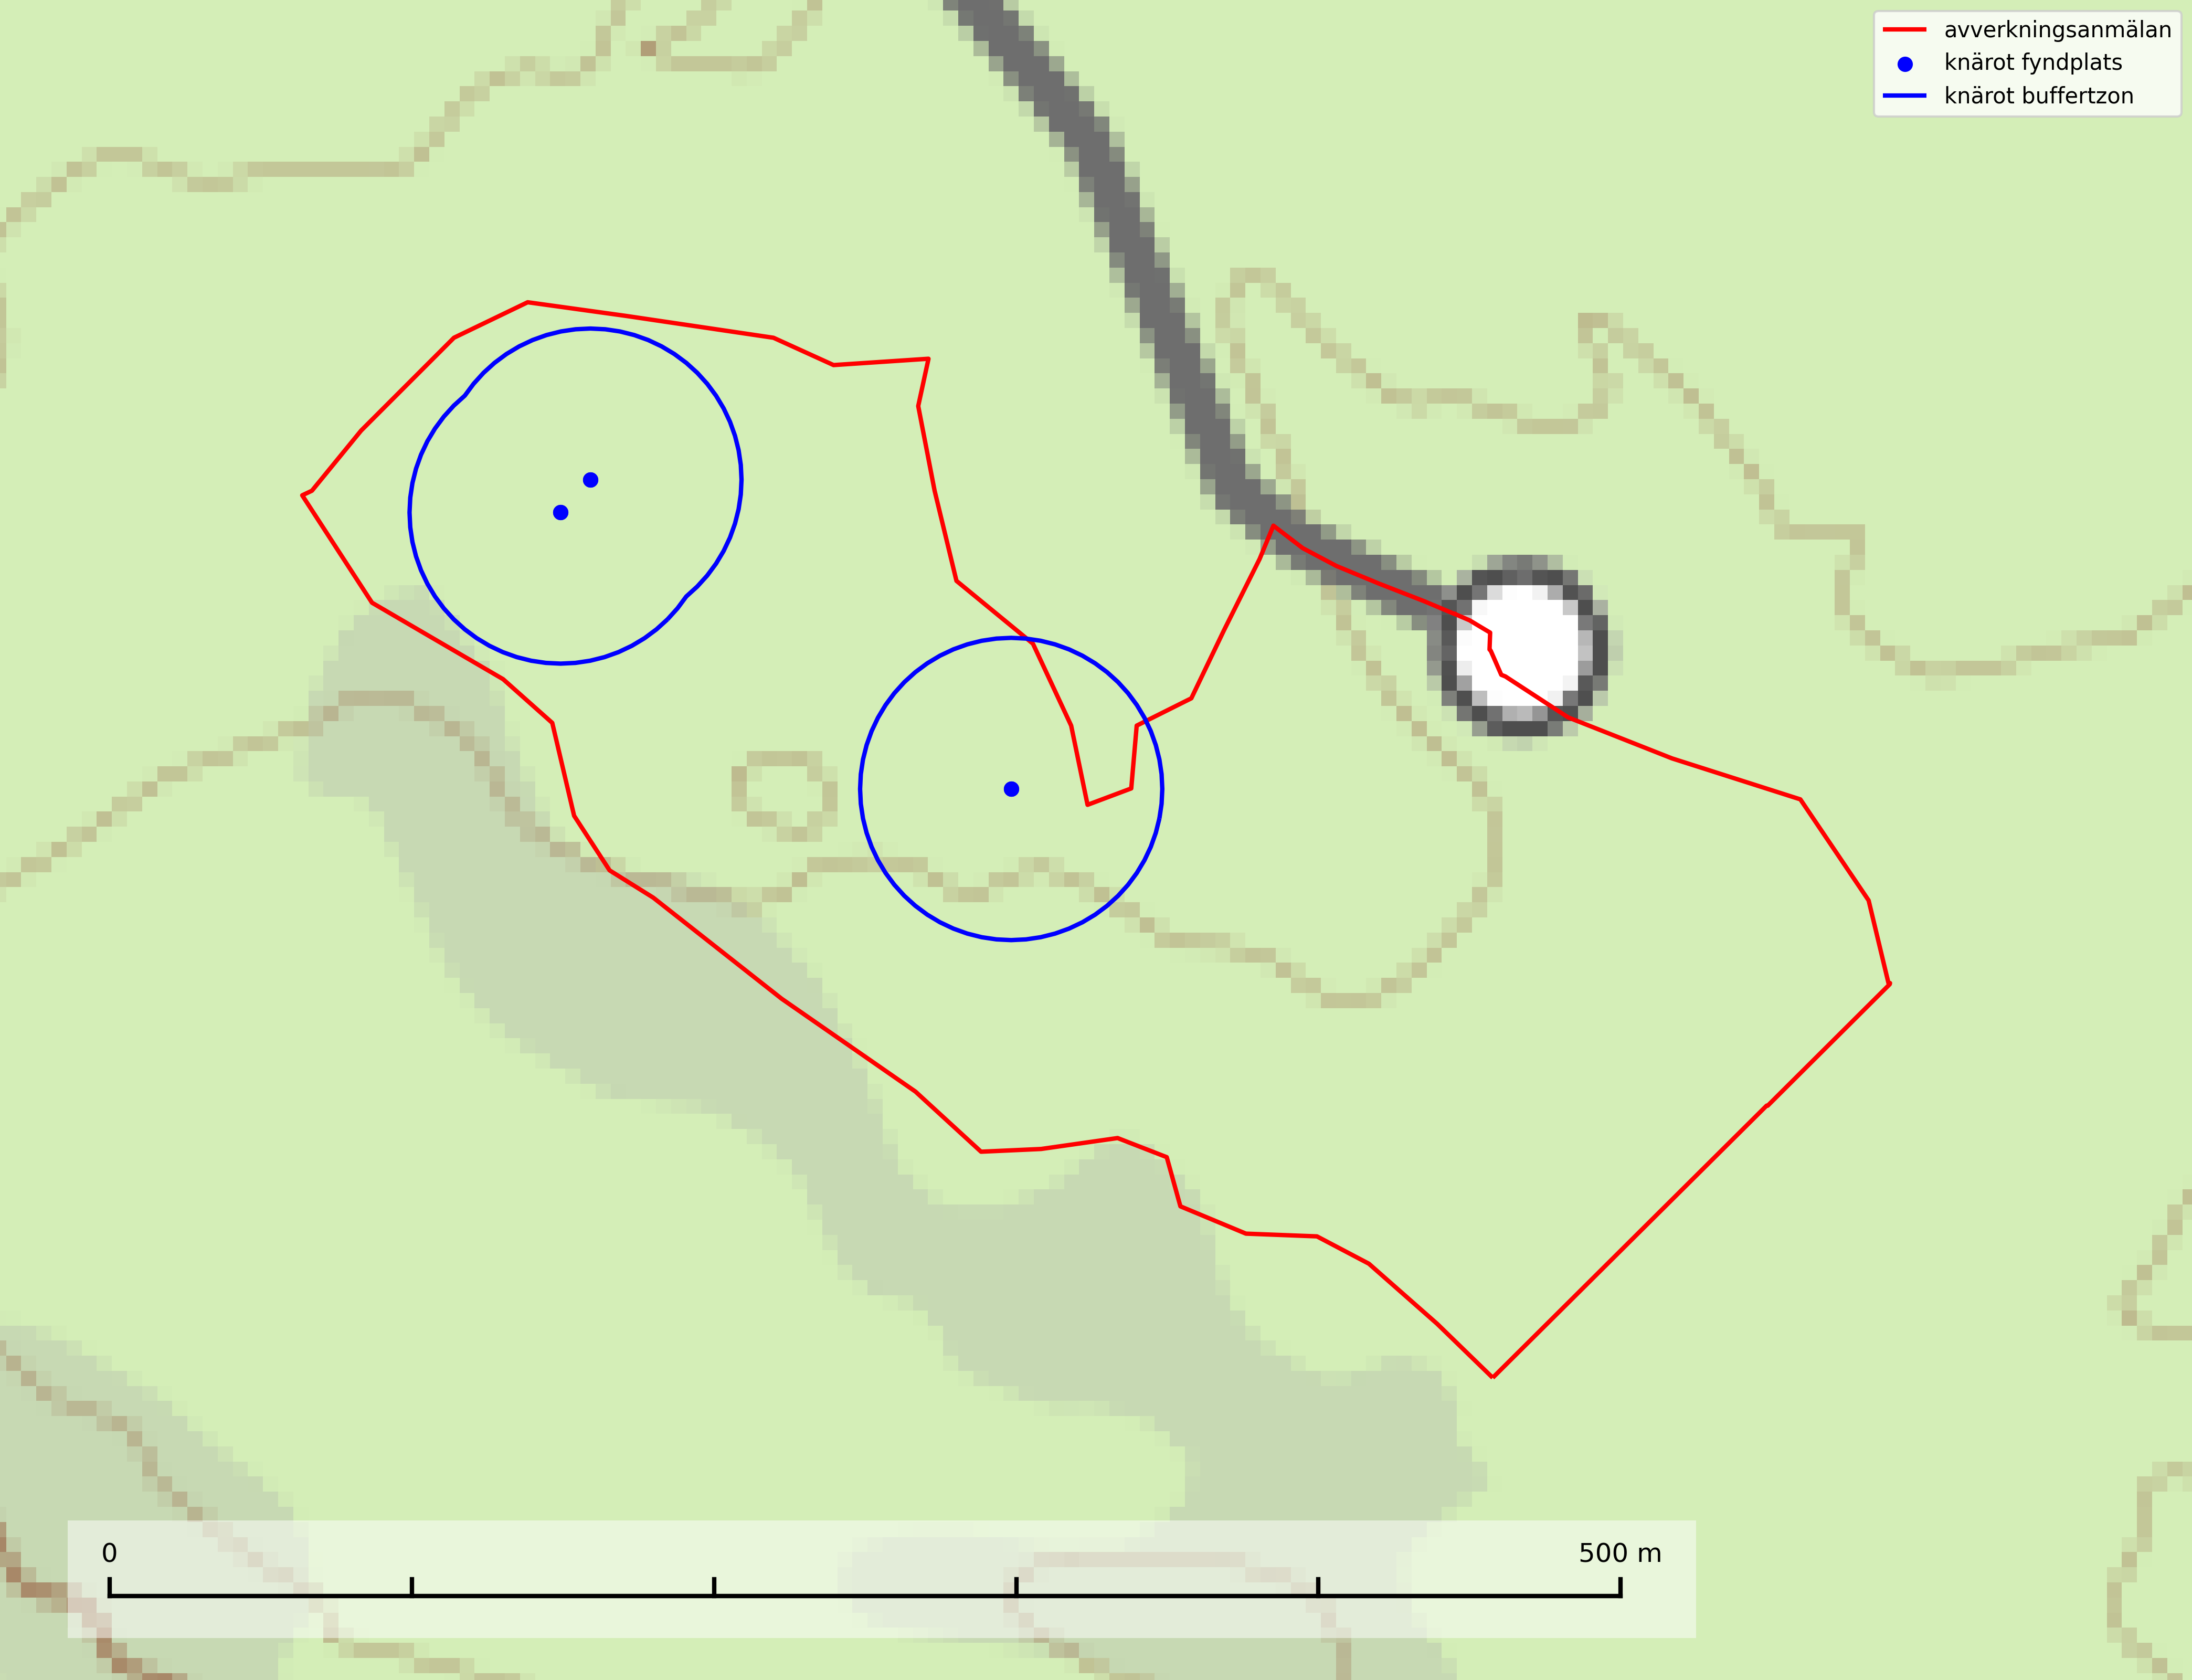 avverkningsanmälan
knärot fyndplats
knärot buffertzon
0 500 m